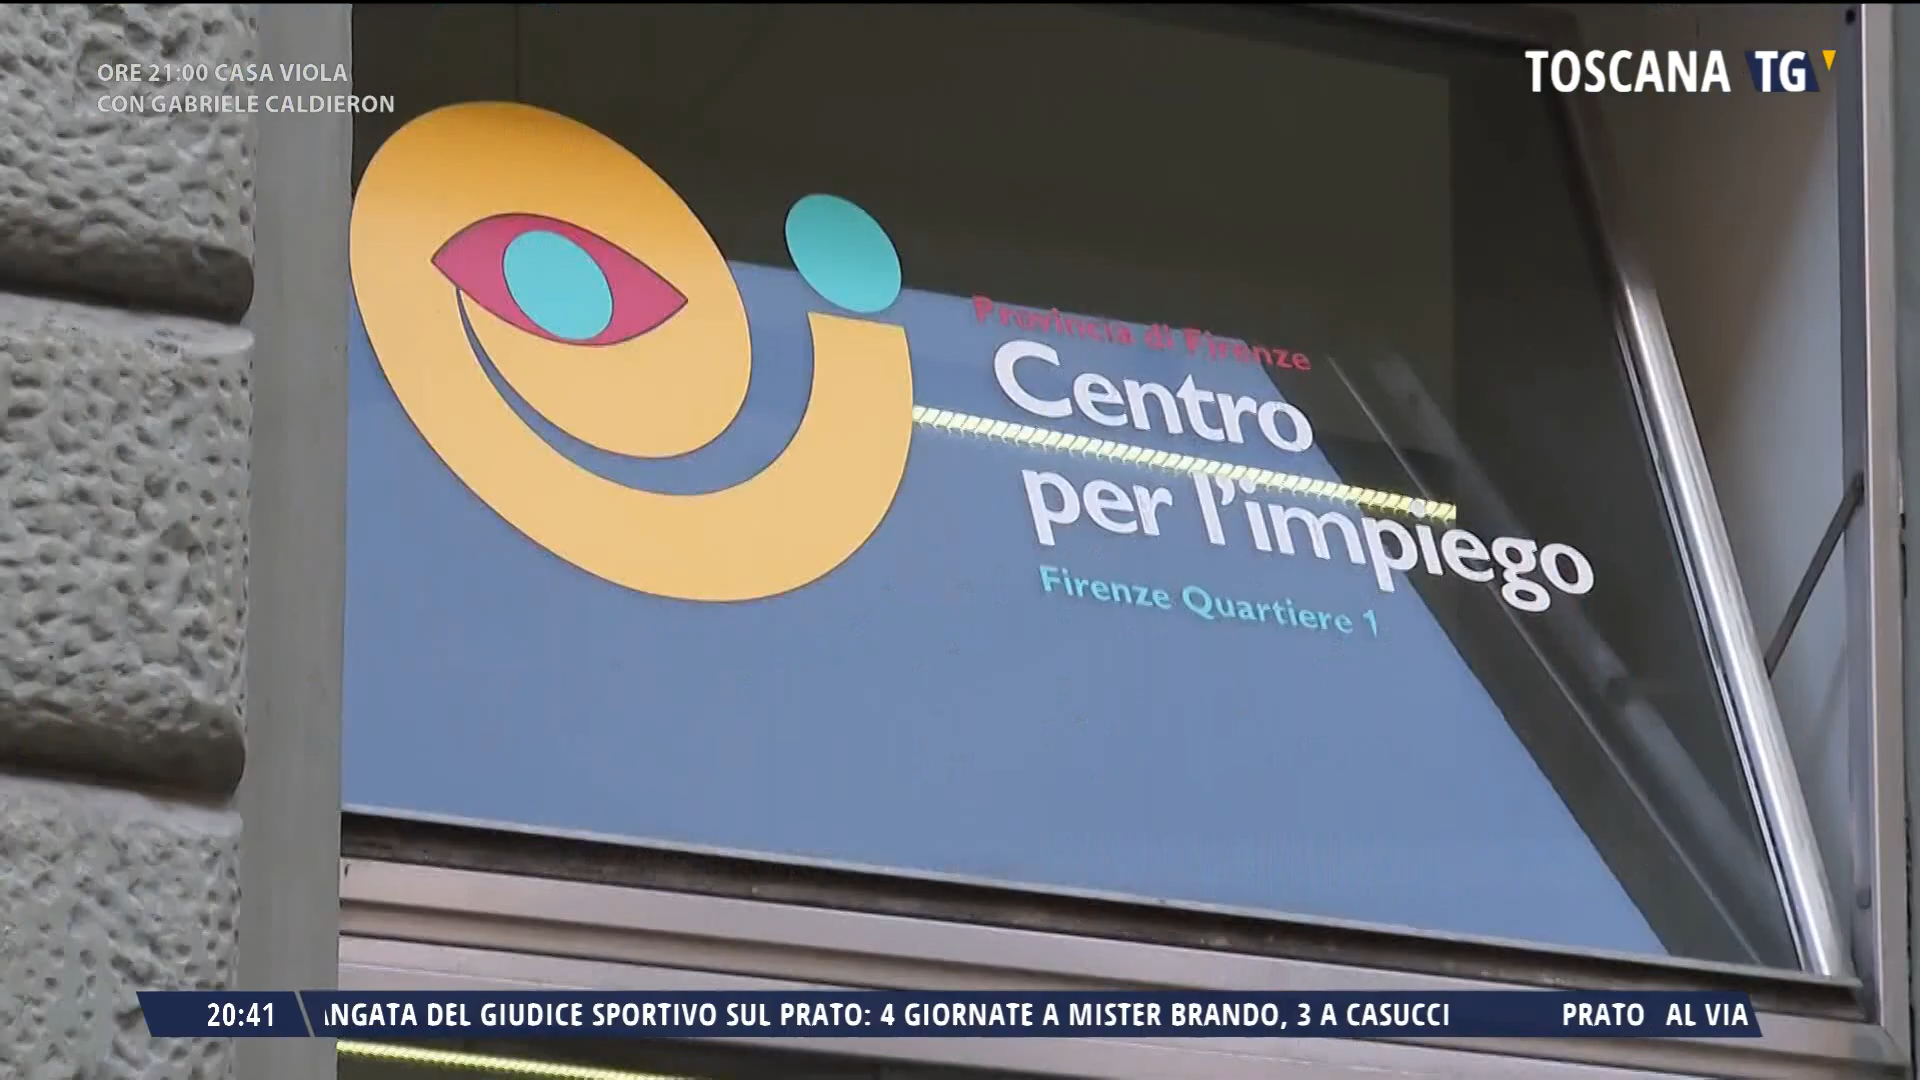 ORE 21:00 CASA VIOLA
CON GABRIELE CALDIERON
TOSCANA TG
Provincia di Firenze
Centro
per l'impiego
Firenze Quartiere 1
20:41
ANGATA DEL GIUDICE SPORTIVO SUL PRATO: 4 GIORNATE A MISTER BRANDO, 3 A CASUCCI PRATO AL VIA